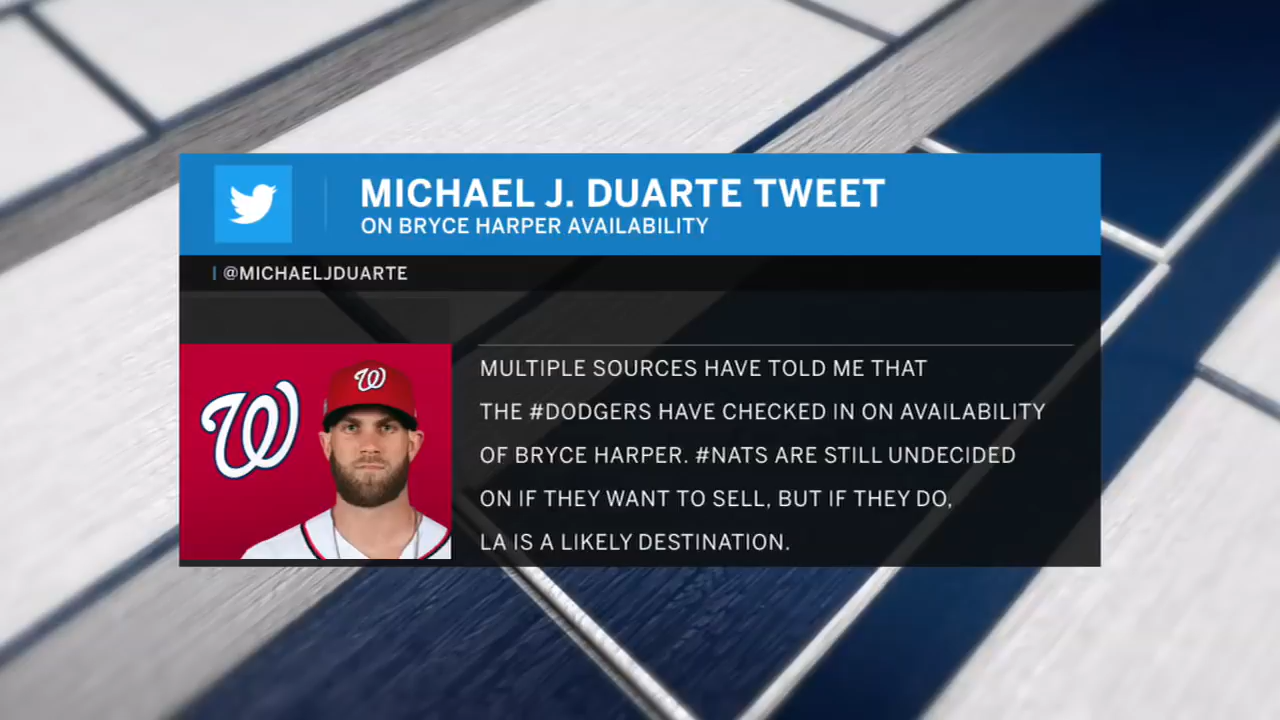 MICHAEL J. DUARTE TWEET
ON BRYCE HARPER AVAILABILITY
@MICHAELJDUARTE
W
W
MULTIPLE SOURCES HAVE TOLD ME THAT
THE #DODGERS HAVE CHECKED IN ON AVAILABILITY
OF BRYCE HARPER. #NATS ARE STILL UNDECIDED
ON IF THEY WANT TO SELL, BUT IF THEY DO,
LA IS A LIKELY DESTINATION.